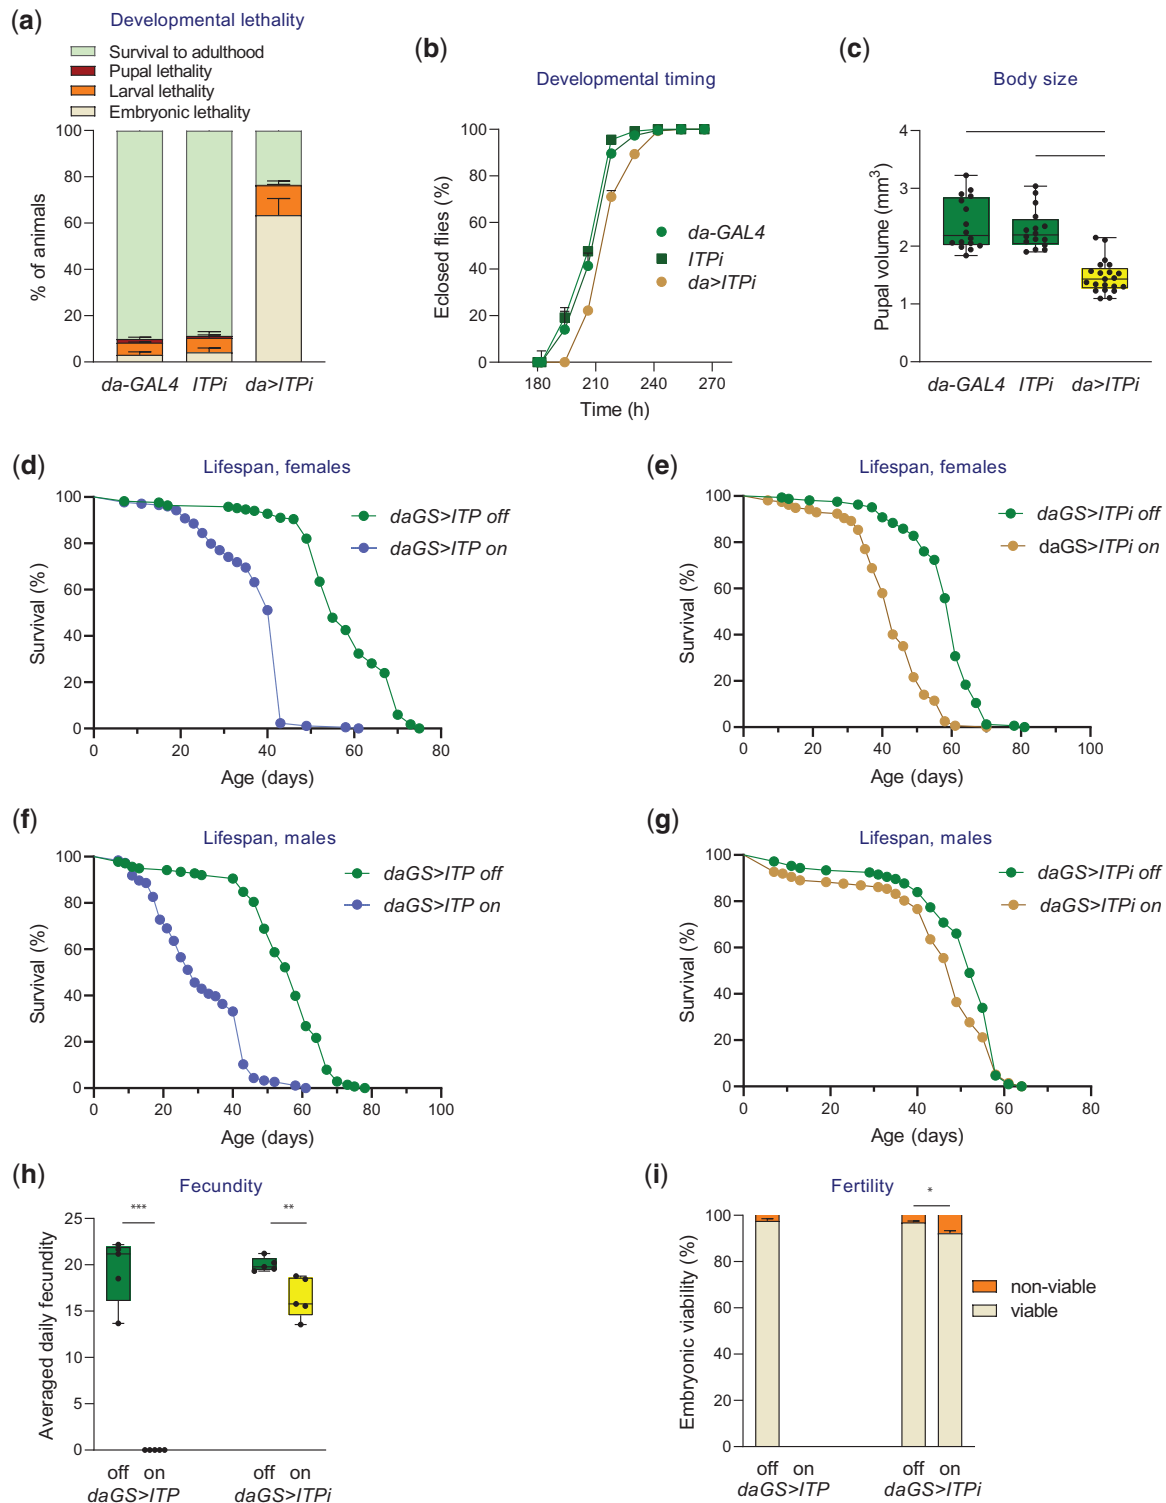 (a)
Developmental lethality
Survival to adulthood
Pupal lethality
Larval lethality
Embryonic lethality
% of animals
100
80
60
40
20
0
da-GAL4 ITPi da>ITPi
(b)
Developmental timing
Eclosed flies (%)
100
80
60
40
20
0
da-GAL4
ITPi
da>ITPi
180 210 240 270
Time (h)
(c)
Body size
Pupal volume (mm³)
4
3
2
1
0
da-GAL4 ITPi da>ITPi
(d)
Lifespan, females
Survival (%)
100
80
60
40
20
0
daGS>ITP off
daGS>ITP on
0 20 40 60 80
Age (days)
(e)
Lifespan, females
Survival (%)
100
80
60
40
20
0
daGS>ITPi off
daGS>ITPi on
0 20 40 60 80 100
Age (days)
(f)
Lifespan, males
Survival (%)
100
80
60
40
20
0
daGS>ITP off
daGS>ITP on
0 20 40 60 80 100
Age (days)
(g)
Lifespan, males
Survival (%)
100
80
60
40
20
0
daGS>ITPi off
daGS>ITPi on
0 20 40 60 80
Age (days)
(h)
Fecundity
Averaged daily fecundity
25
20
15
10
5
0
***
**
off on off on
daGS>ITP daGS>ITPi
(i)
Fertility
Embryonic viability (%)
100
80
60
40
20
0
*
non-viable
viable
off on off on
daGS>ITP daGS>ITPi